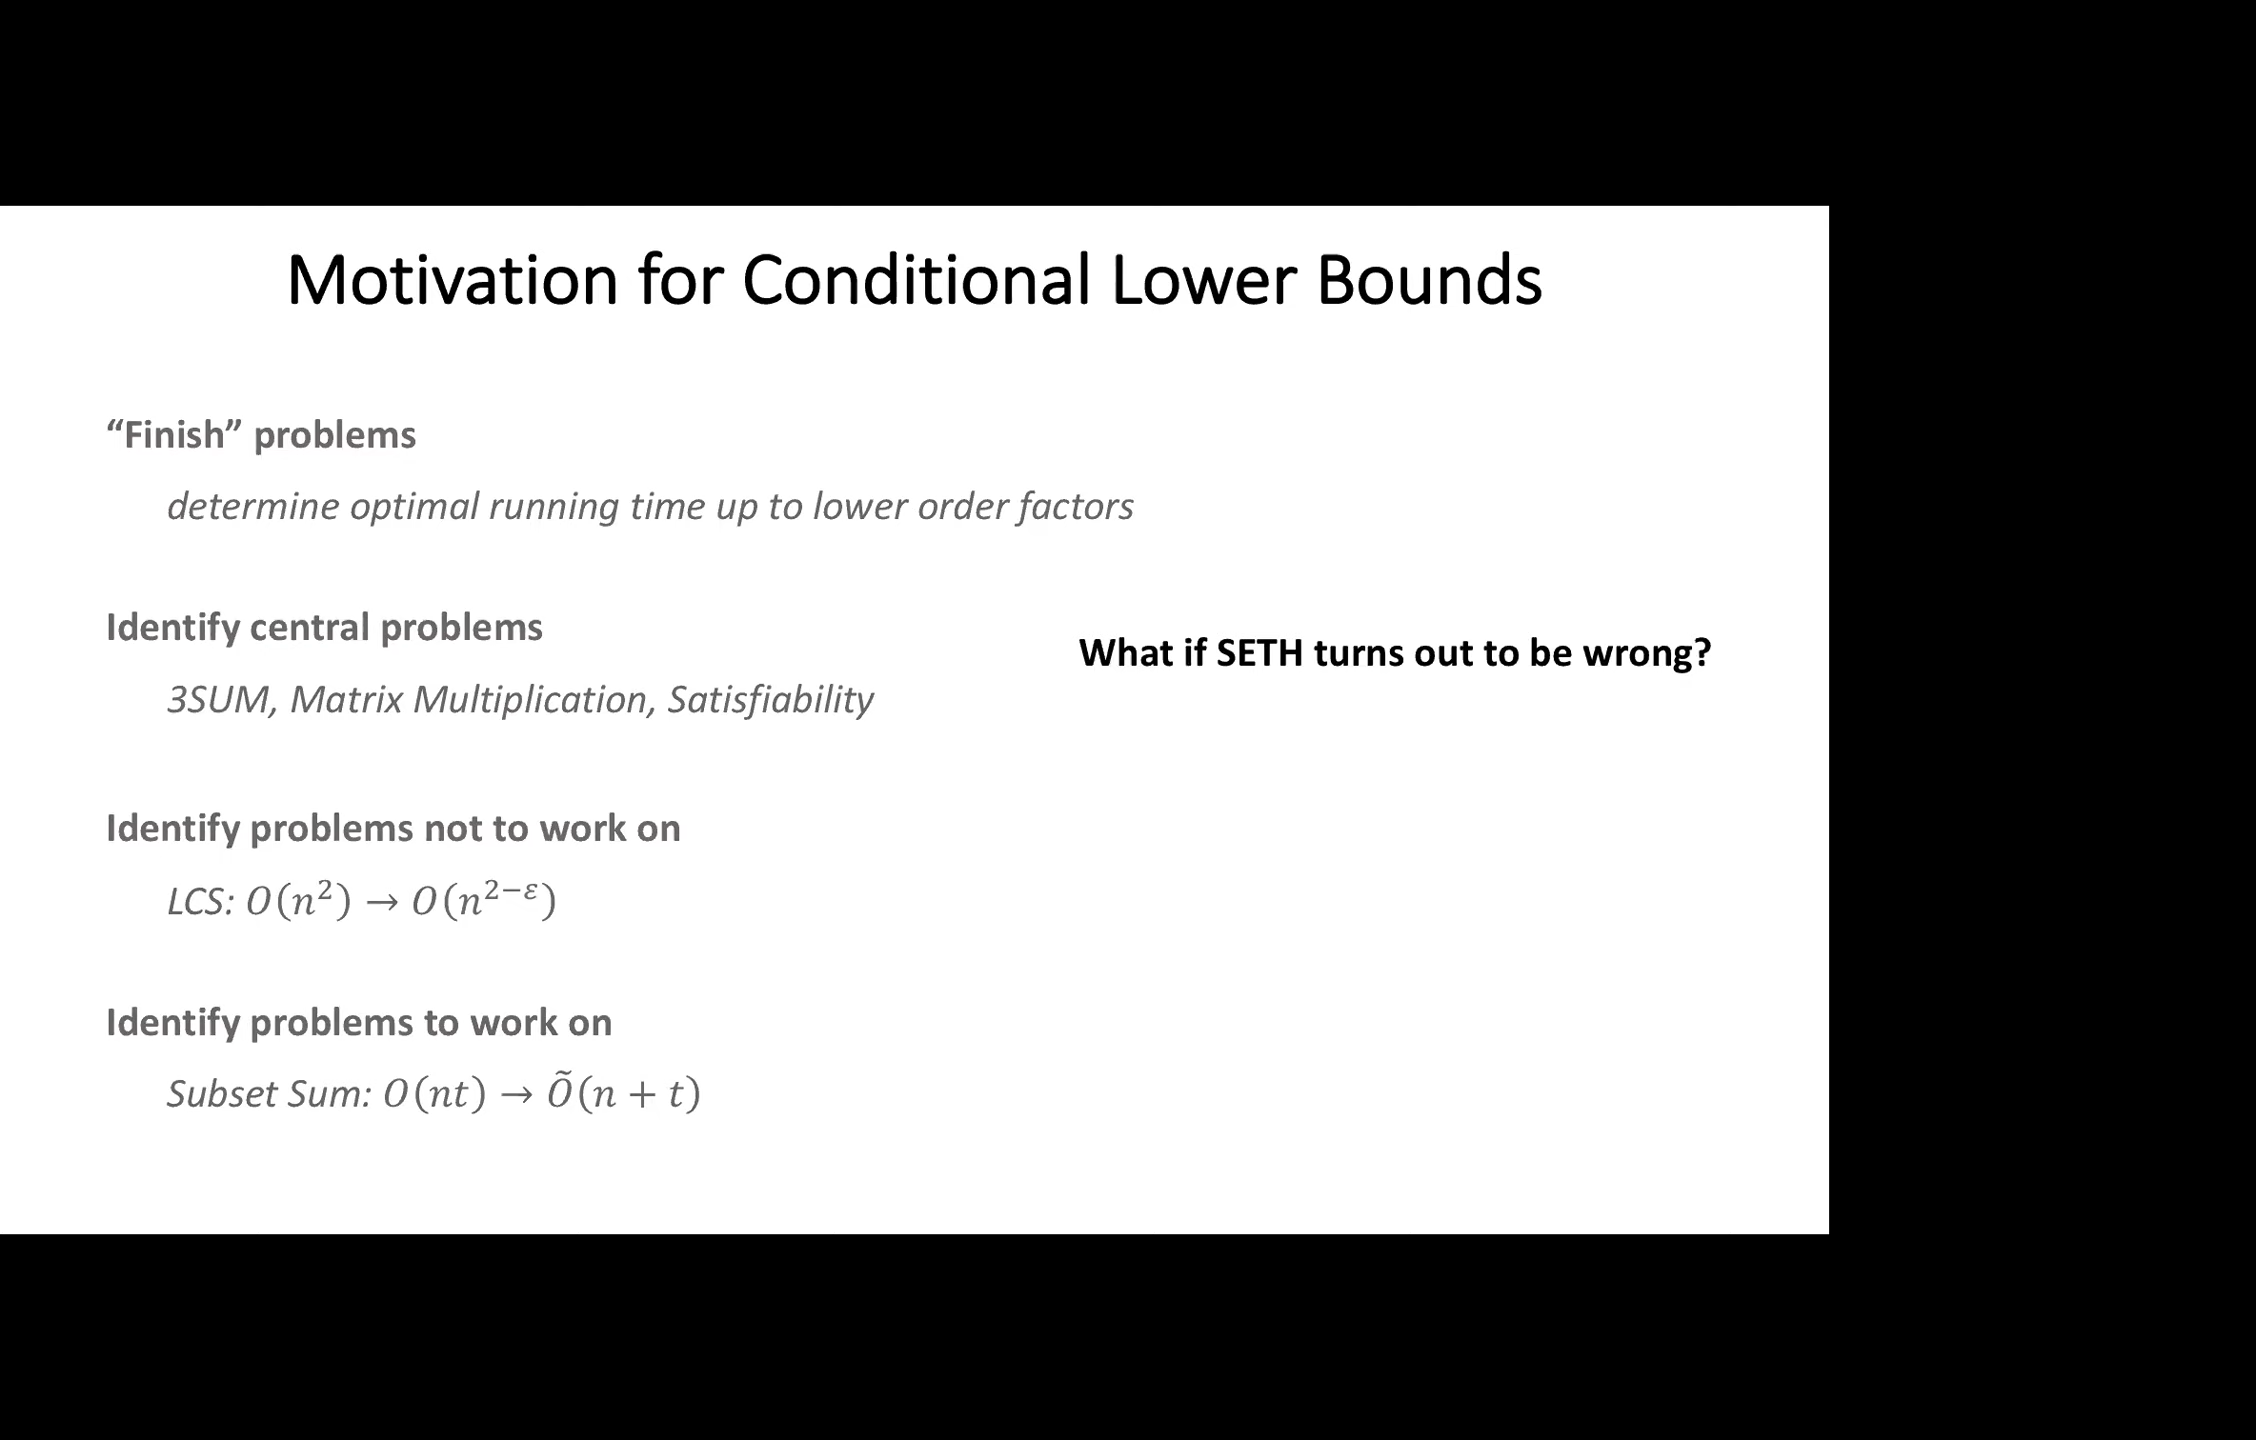 Motivation for Conditional Lower Bounds
“Finish” problems
determine optimal running time up to lower order factors
Identify central problems
What if SETH turns out to be wrong?
3SUM, Matrix Multiplication, Satisfiability
Identify problems not to work on
LCS: O(n²) → O(n²⁻ᵋ)
Identify problems to work on
Subset Sum: O(nt) → Õ(n + t)